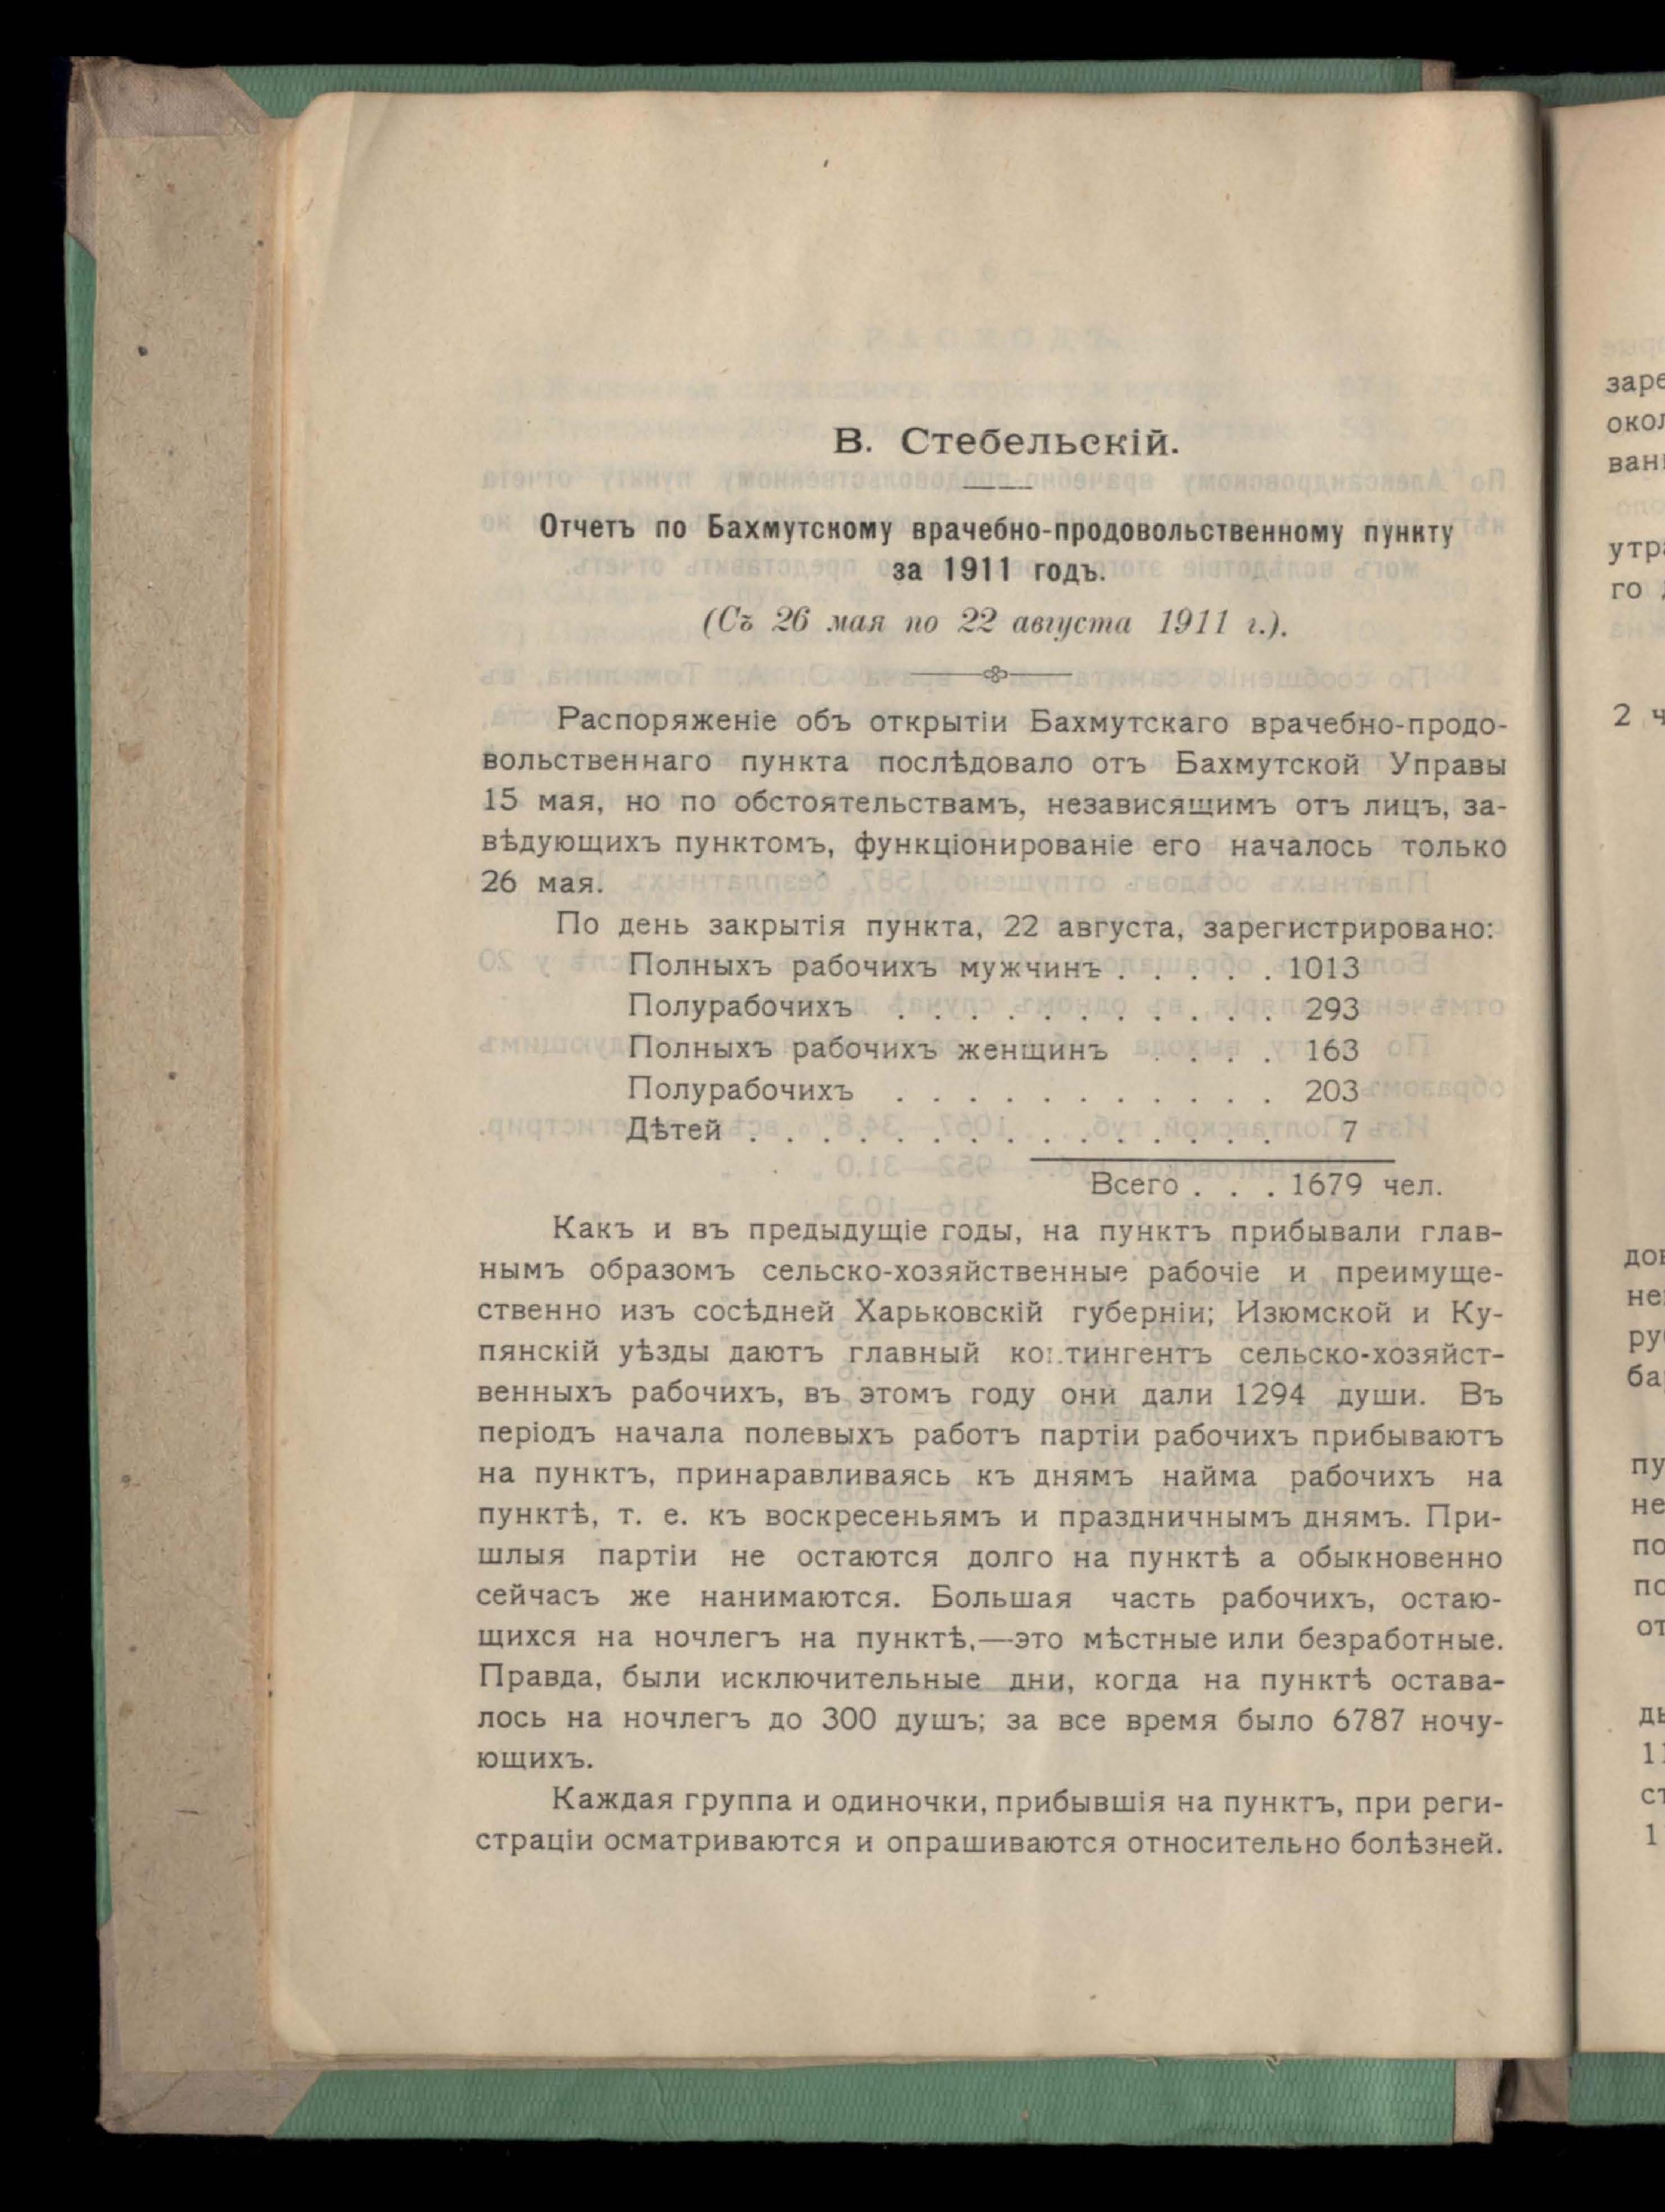 В. Стебельскій.
Отчетъ по Бахмутскому врачебно-продовольственному пункту
за 1911 годъ.
(Съ 26 мая по 22 августа 1911 г.).
Распоряженіе объ открытіи Бахмутскаго врачебно-продо-
вольственнаго пункта послѣдовало отъ Бахмутской Управы
15 мая, но по обстоятельствамъ, независящимъ отъ лицъ, за-
вѣдующихъ пунктомъ, функціонированіе его началось только
26 мая.
По день закрытія пункта, 22 августа, зарегистрировано:
Полныхъ рабочихъ мужчинъ . . . . . 1013
Полурабочихъ . . . . . . . . . . . 293
Полныхъ рабочихъ женщинъ . . . . 163
Полурабочихъ . . . . . . . . . . . 203
Дѣтей . . . . . . . . . . . . . . . 7
Всего . . . 1679 чел.
Какъ и въ предыдущіе годы, на пунктъ прибывали глав-
нымъ образомъ сельско-хозяйственные рабочіе и преимуще-
ственно изъ сосѣдней Харьковскій губерніи; Изюмской и Ку-
пянскій уѣзды даютъ главный контингентъ сельско-хозяйст-
венныхъ рабочихъ, въ этомъ году они дали 1294 души. Въ
періодъ начала полевыхъ работъ партіи рабочихъ прибываютъ
на пунктъ, принаравливаясь къ днямъ найма рабочихъ на
пунктѣ, т. е. къ воскресеньямъ и праздничнымъ днямъ. При-
шлыя партіи не остаются долго на пунктѣ а обыкновенно
сейчасъ же нанимаются. Большая часть рабочихъ, остаю-
щихся на ночлегъ на пунктѣ,—это мѣстные или безработные.
Правда, были исключительные дни, когда на пунктѣ остава-
лось на ночлегъ до 300 душъ; за все время было 6787 ночу-
ющихъ.
Каждая группа и одиночки, прибывшія на пунктъ, при реги-
страціи осматриваются и опрашиваются относительно болѣзней.